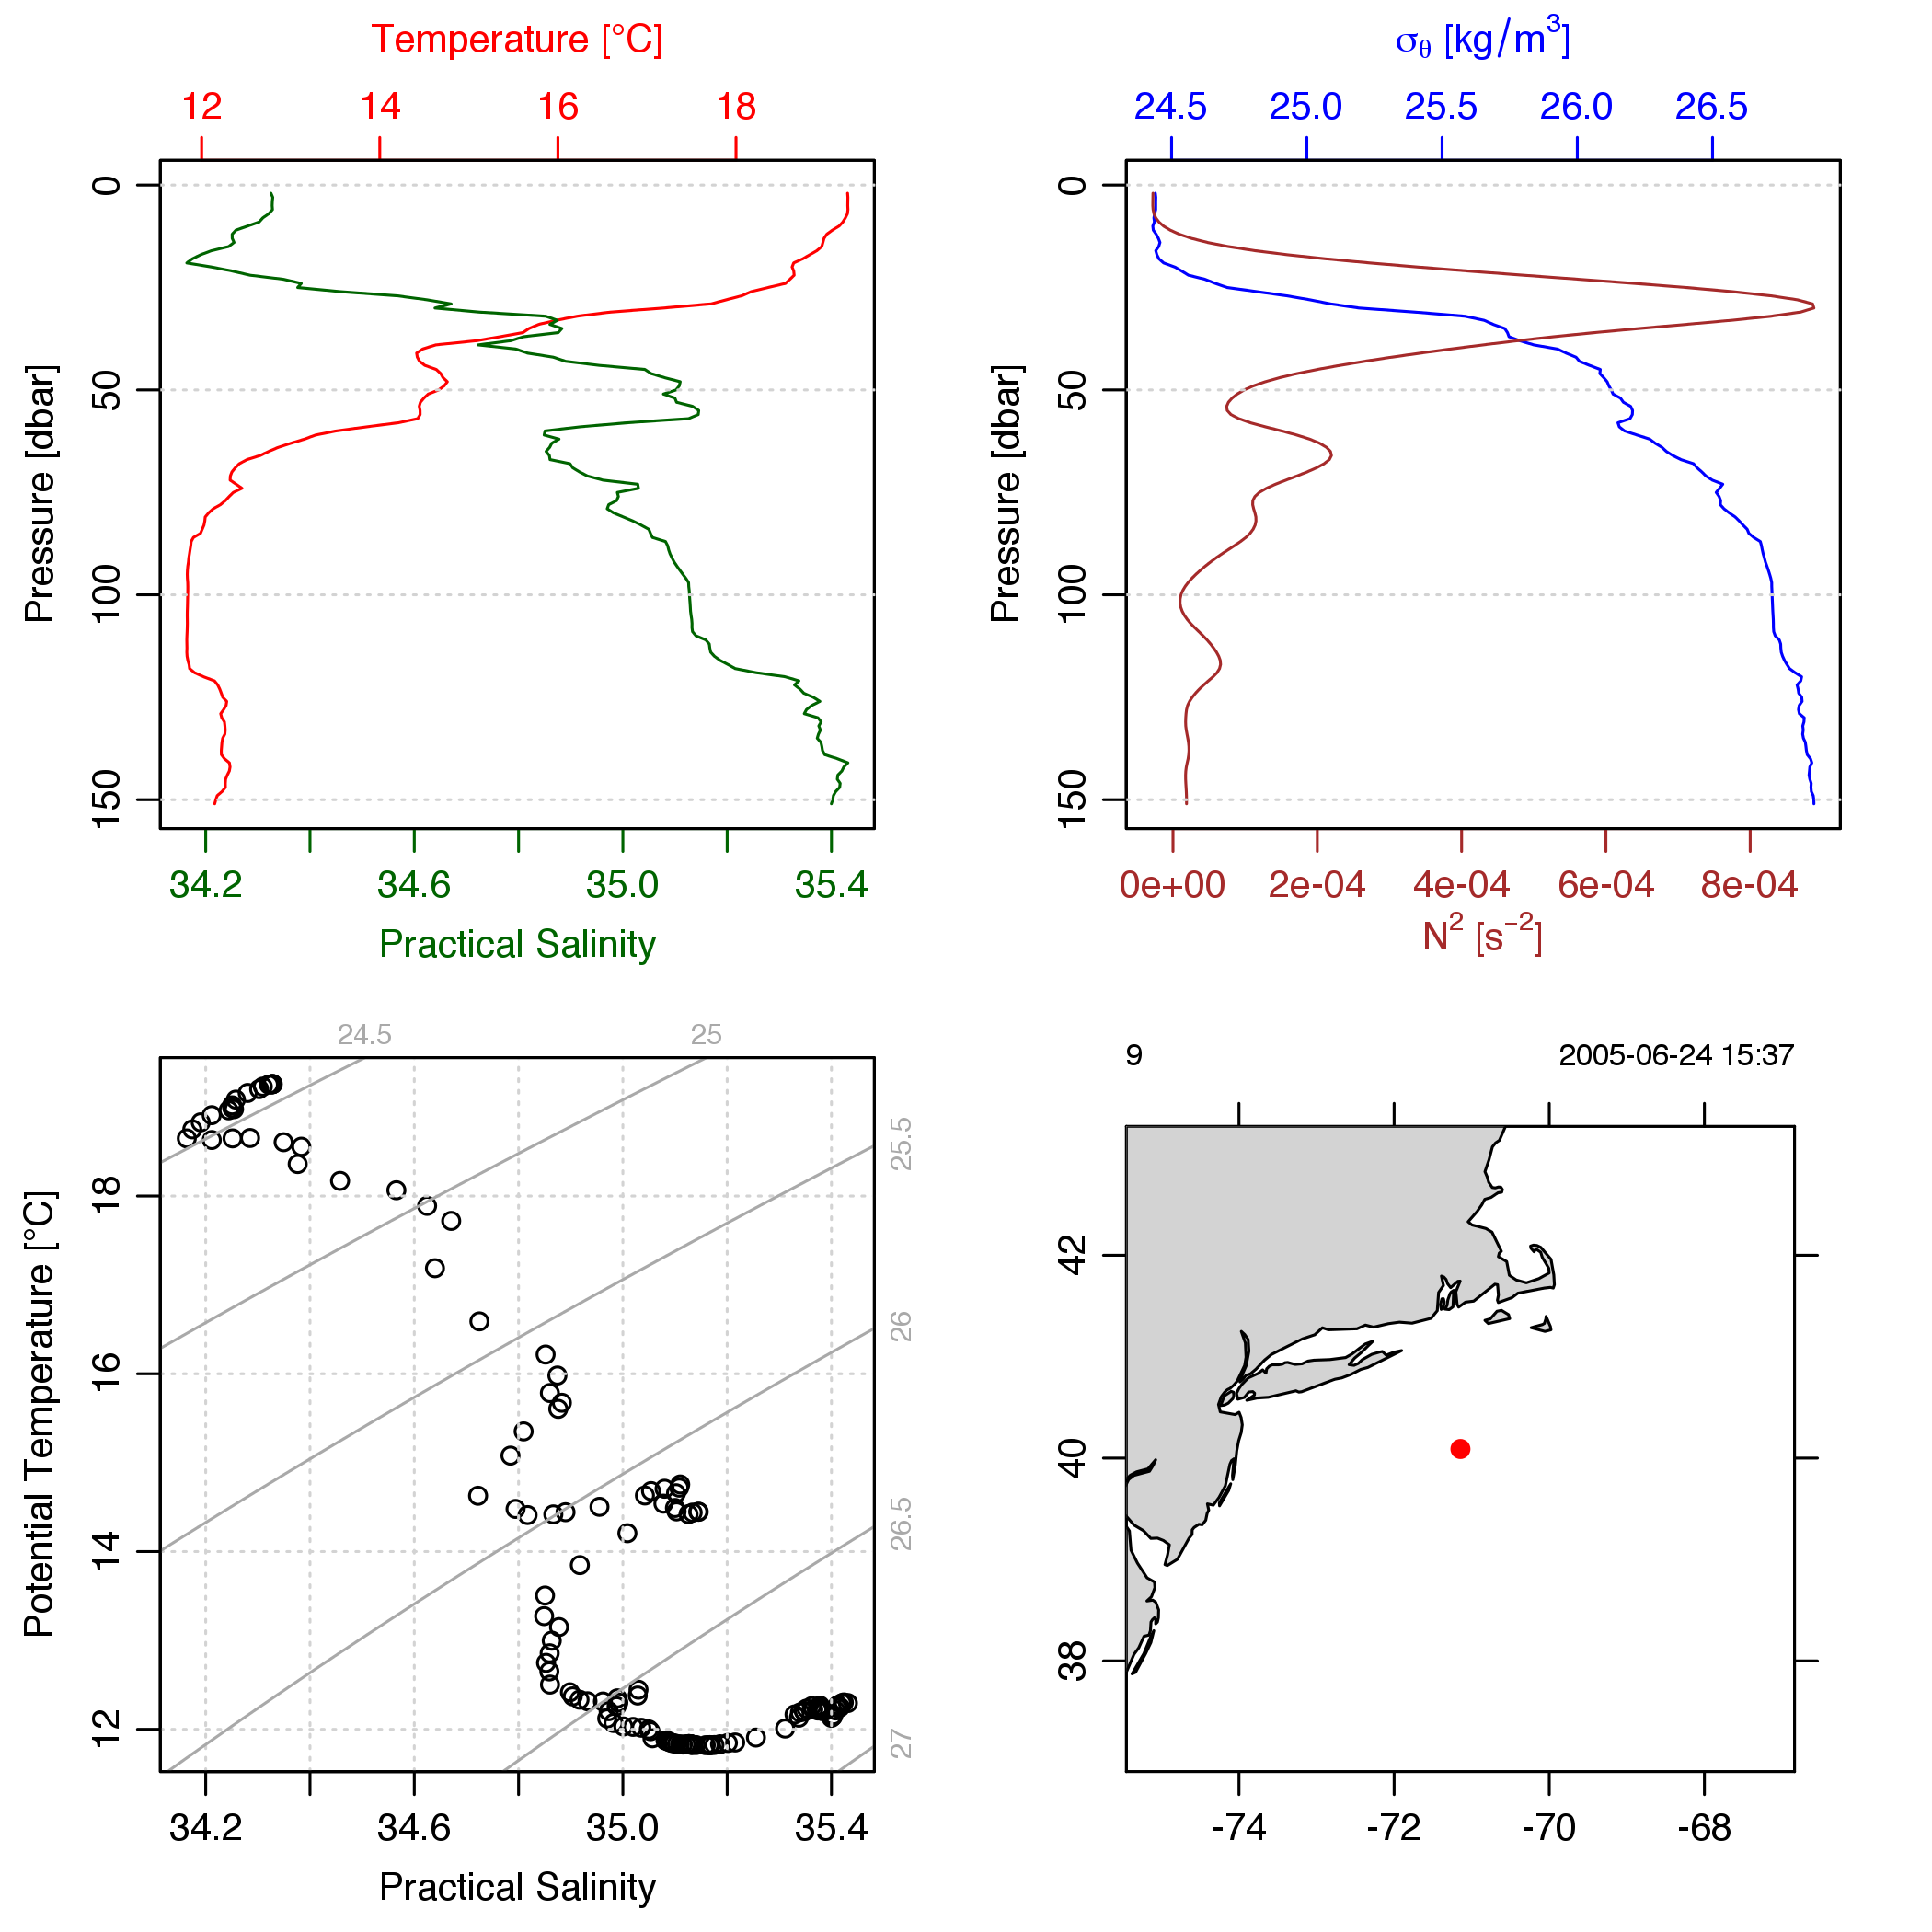 Temperature [°C]
12 14 16 18
Pressure [dbar]
0
50
100
150
34.2 34.6 35.0 35.4
Practical Salinity
σθ [kg/m³]
24.5 25.0 25.5 26.0 26.5
Pressure [dbar]
0
50
100
150
0e+00 2e-04 4e-04 6e-04 8e-04
N² [s⁻²]
24.5 25
25.5
26
26.5
27
Potential Temperature [°C]
18
16
14
12
34.2 34.6 35.0 35.4
Practical Salinity
9 2005-06-24 15:37
42
40
38
-74 -72 -70 -68